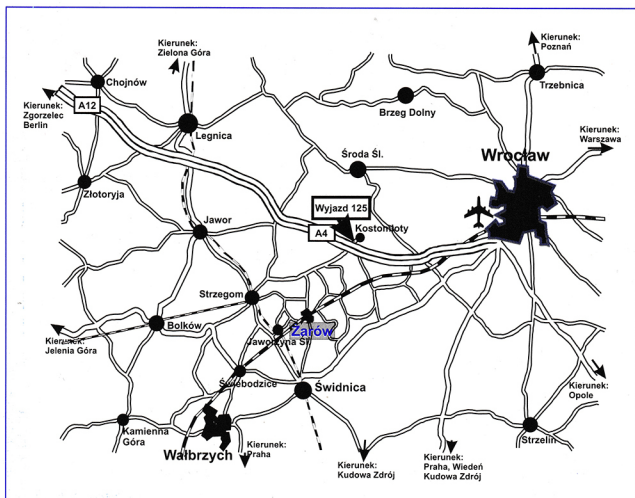 Kierunek:
Zielona Góra
Kierunek:
Poznań
Chojnów
Trzebnica
A12
Kierunek:
Zgorzelec
Berlin
Brzeg Dolny
Legnica
Kierunek:
Warszawa
Środa Śl.
Wrocław
Złotoryja
Wyjazd 125
Jawor
A4
Kostomłoty
Strzegom
Bolków
Żarów
Jaworzyna Śl.
Kierunek:
Jelenia Góra
Świebodzice
Świdnica
Kierunek:
Opole
Kamienna
Góra
Strzelin
Wałbrzych
Kierunek:
Praha
Kierunek:
Kudowa Zdrój
Kierunek:
Praha, Wiedeń
Kudowa Zdrój